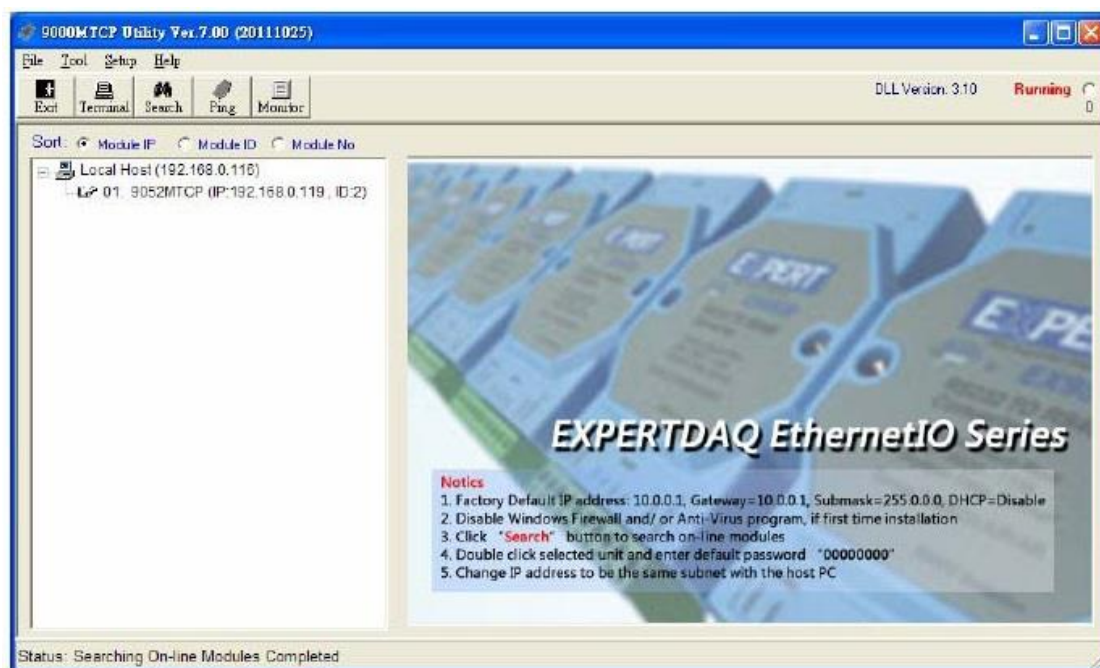 9000MTCP Utility Ver.7.00 (20111025)
File Tool Setup Help
Exit Terminal Search Ping Monitor
DLL Version: 3.10 Running
0
Sort: Module IP Module ID Module No
Local Host (192.168.0.116)
01. 9052MTCP (IP:192.168.0.119, ID:2)
EXPERT
EXPERT
EXPE
EXPERTDAQ EthernetIO Series
Notics
1. Factory Default IP address: 10.0.0.1, Gateway=10.0.0.1, Submask=255.0.0.0, DHCP=Disable
2. Disable Windows Firewall and/ or Anti-Virus program, if first time installation
3. Click "Search" button to search on-line modules
4. Double click selected unit and enter default password "00000000"
5. Change IP address to be the same subnet with the host PC
Status: Searching On-line Modules Completed